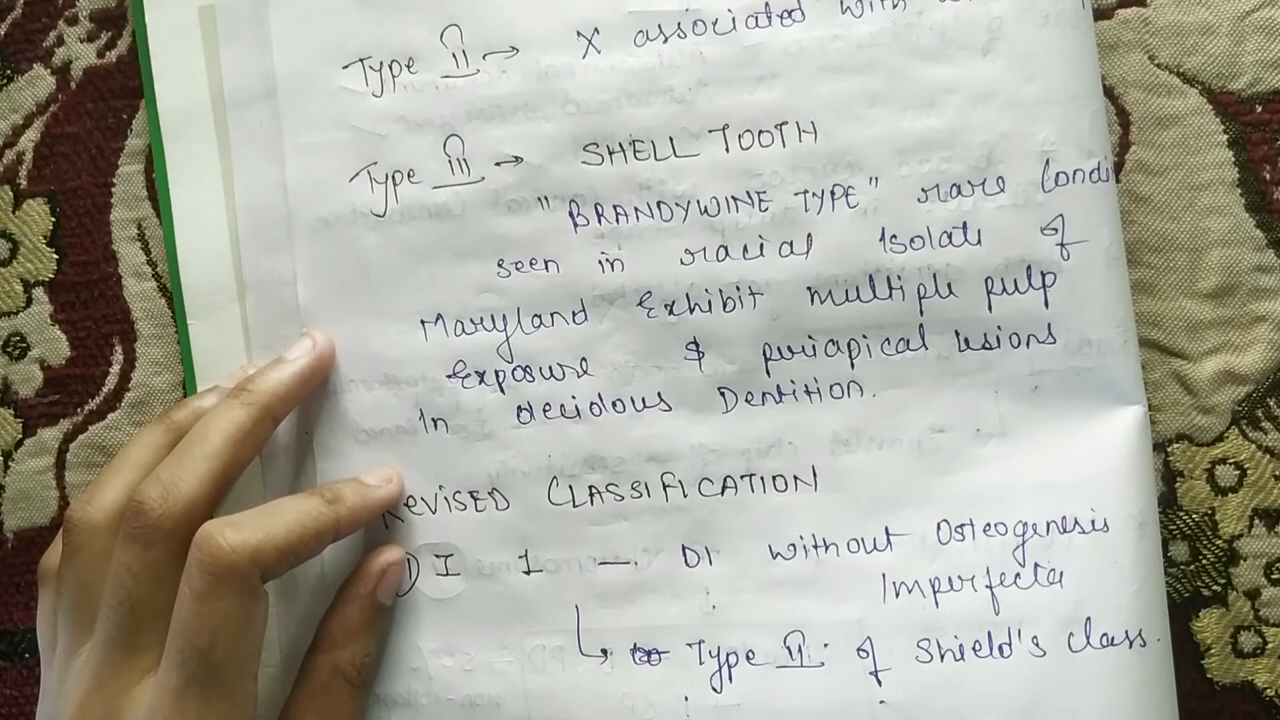 Type II → X associated with
Type III → SHELL TOOTH
"BRANDYWINE TYPE" rare Condi
seen in racial Isolate of
Maryland Exhibit multiple pulp
Exposure & periapical lesions
In decidous Dentition.
REVISED CLASSIFICATION
DI 1 — DI without Osteogenesis
Imperfecta
↳ Type II of Shield's class.